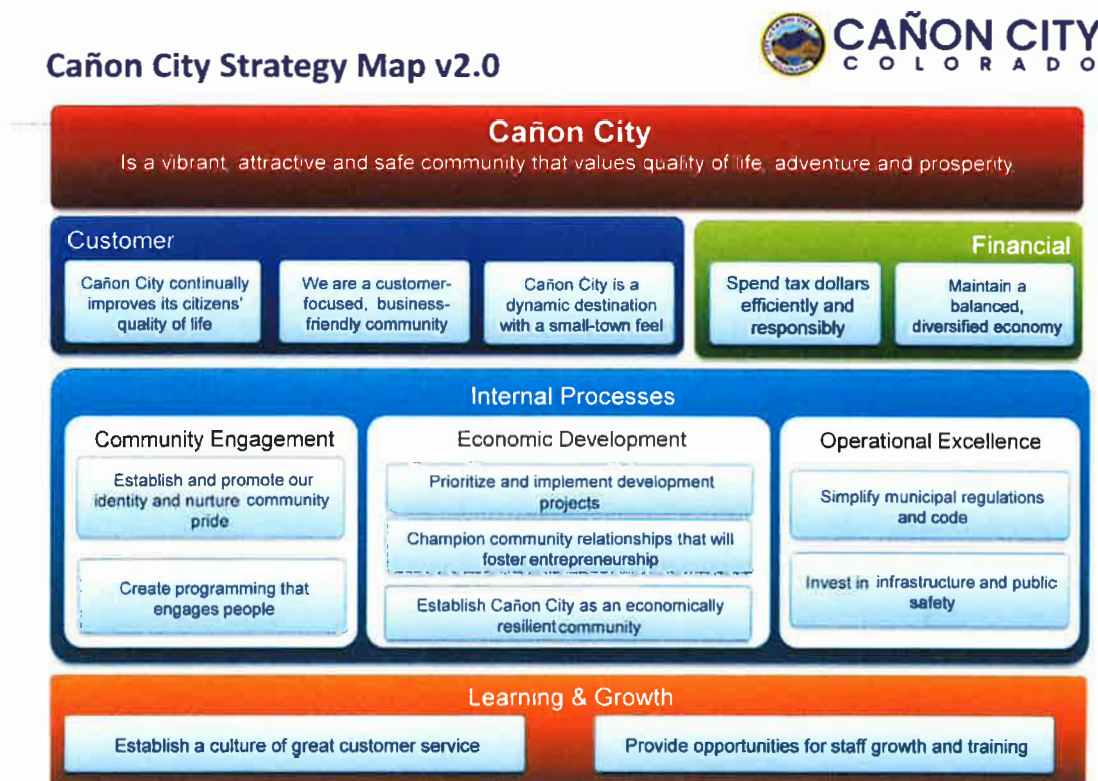 Cañon City Strategy Map v2.0
CAÑON CITY
COLORADO
Cañon City
Is a vibrant, attractive and safe community that values quality of life, adventure and prosperity.
Customer
Cañon City continually
improves its citizens'
quality of life
We are a customer-
focused, business-
friendly community
Cañon City is a
dynamic destination
with a small-town feel
Financial
Spend tax dollars
efficiently and
responsibly
Maintain a
balanced,
diversified economy
Internal Processes
Community Engagement
Establish and promote our
identity and nurture community
pride
Create programming that
engages people
Economic Development
Prioritize and implement development
projects
Champion community relationships that will
foster entrepreneurship
Establish Cañon City as an economically
resilient community
Operational Excellence
Simplify municipal regulations
and code
Invest in infrastructure and public
safety
Learning & Growth
Establish a culture of great customer service
Provide opportunities for staff growth and training